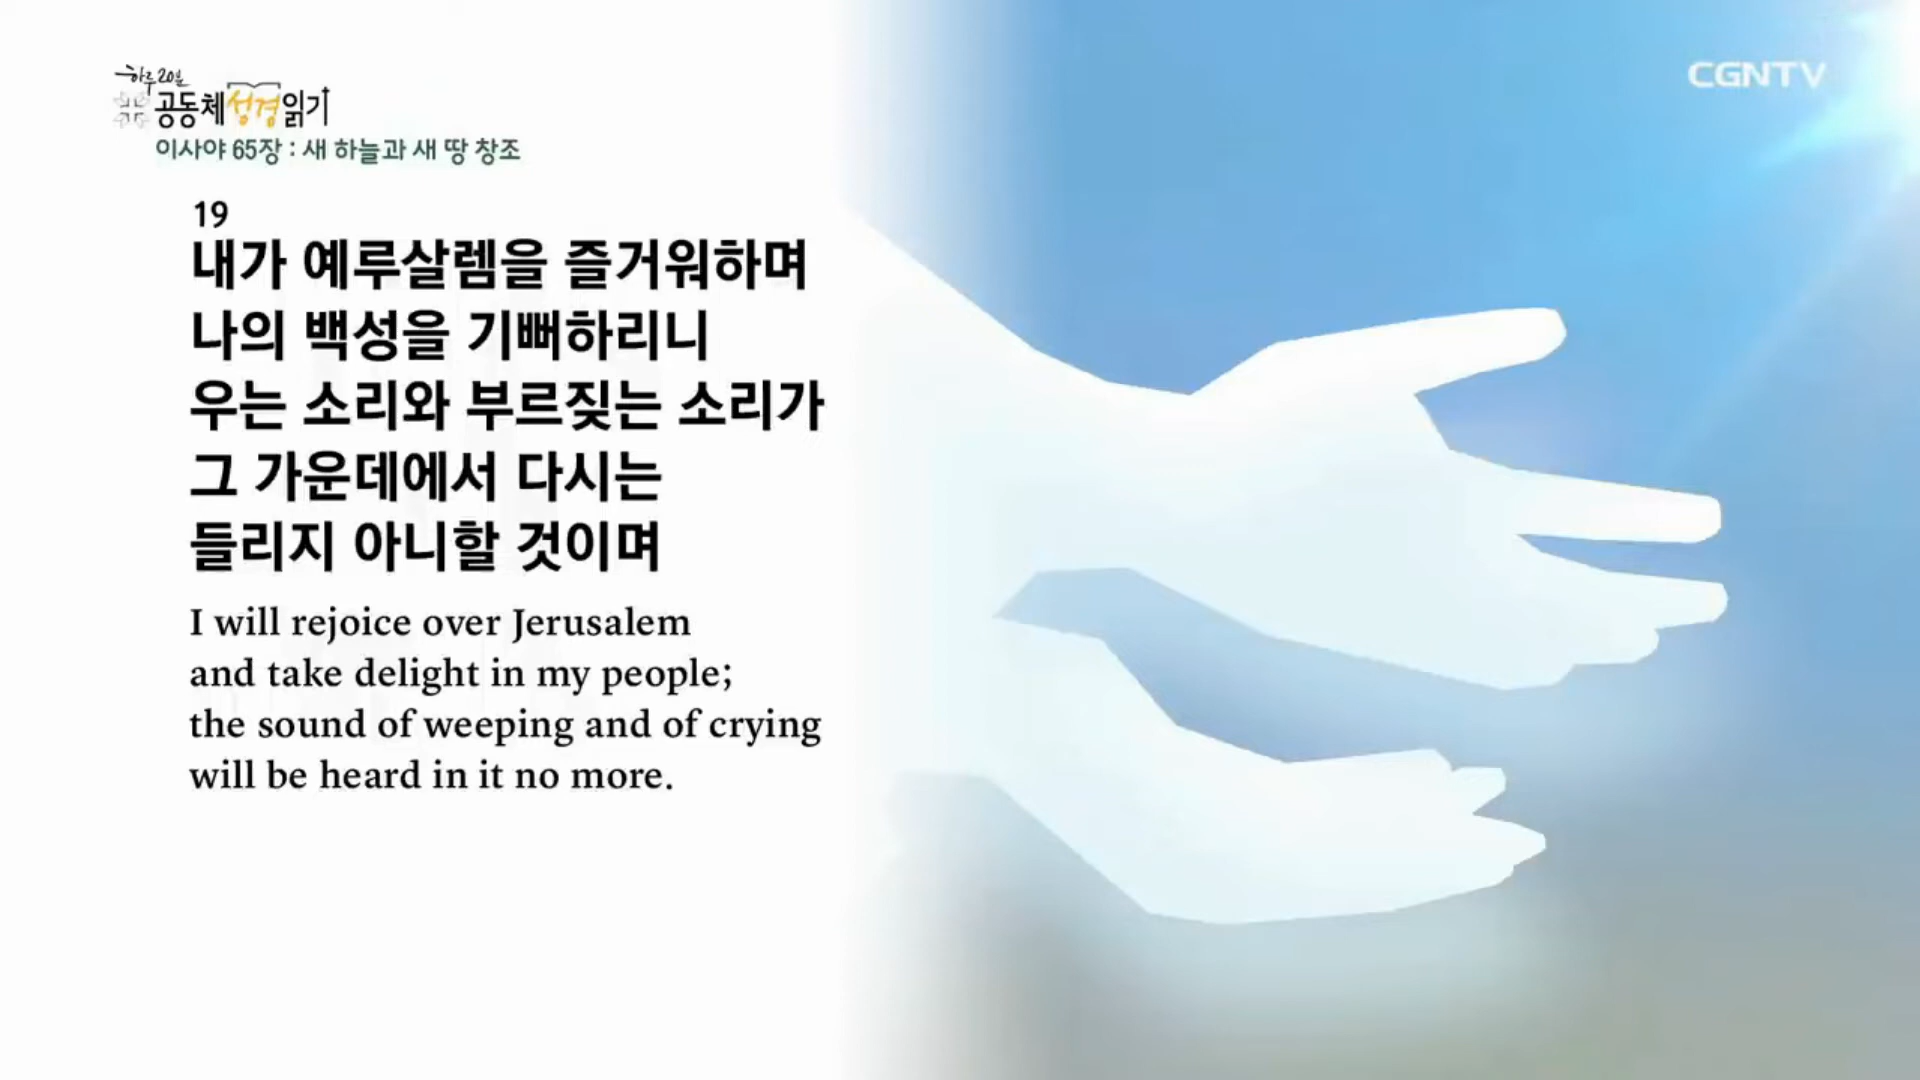 하루 20분
공동체성경읽기
CGNTV
이사야 65장 : 새 하늘과 새 땅 창조
19
내가 예루살렘을 즐거워하며
나의 백성을 기뻐하리니
우는 소리와 부르짖는 소리가
그 가운데에서 다시는
들리지 아니할 것이며
I will rejoice over Jerusalem
and take delight in my people;
the sound of weeping and of crying
will be heard in it no more.